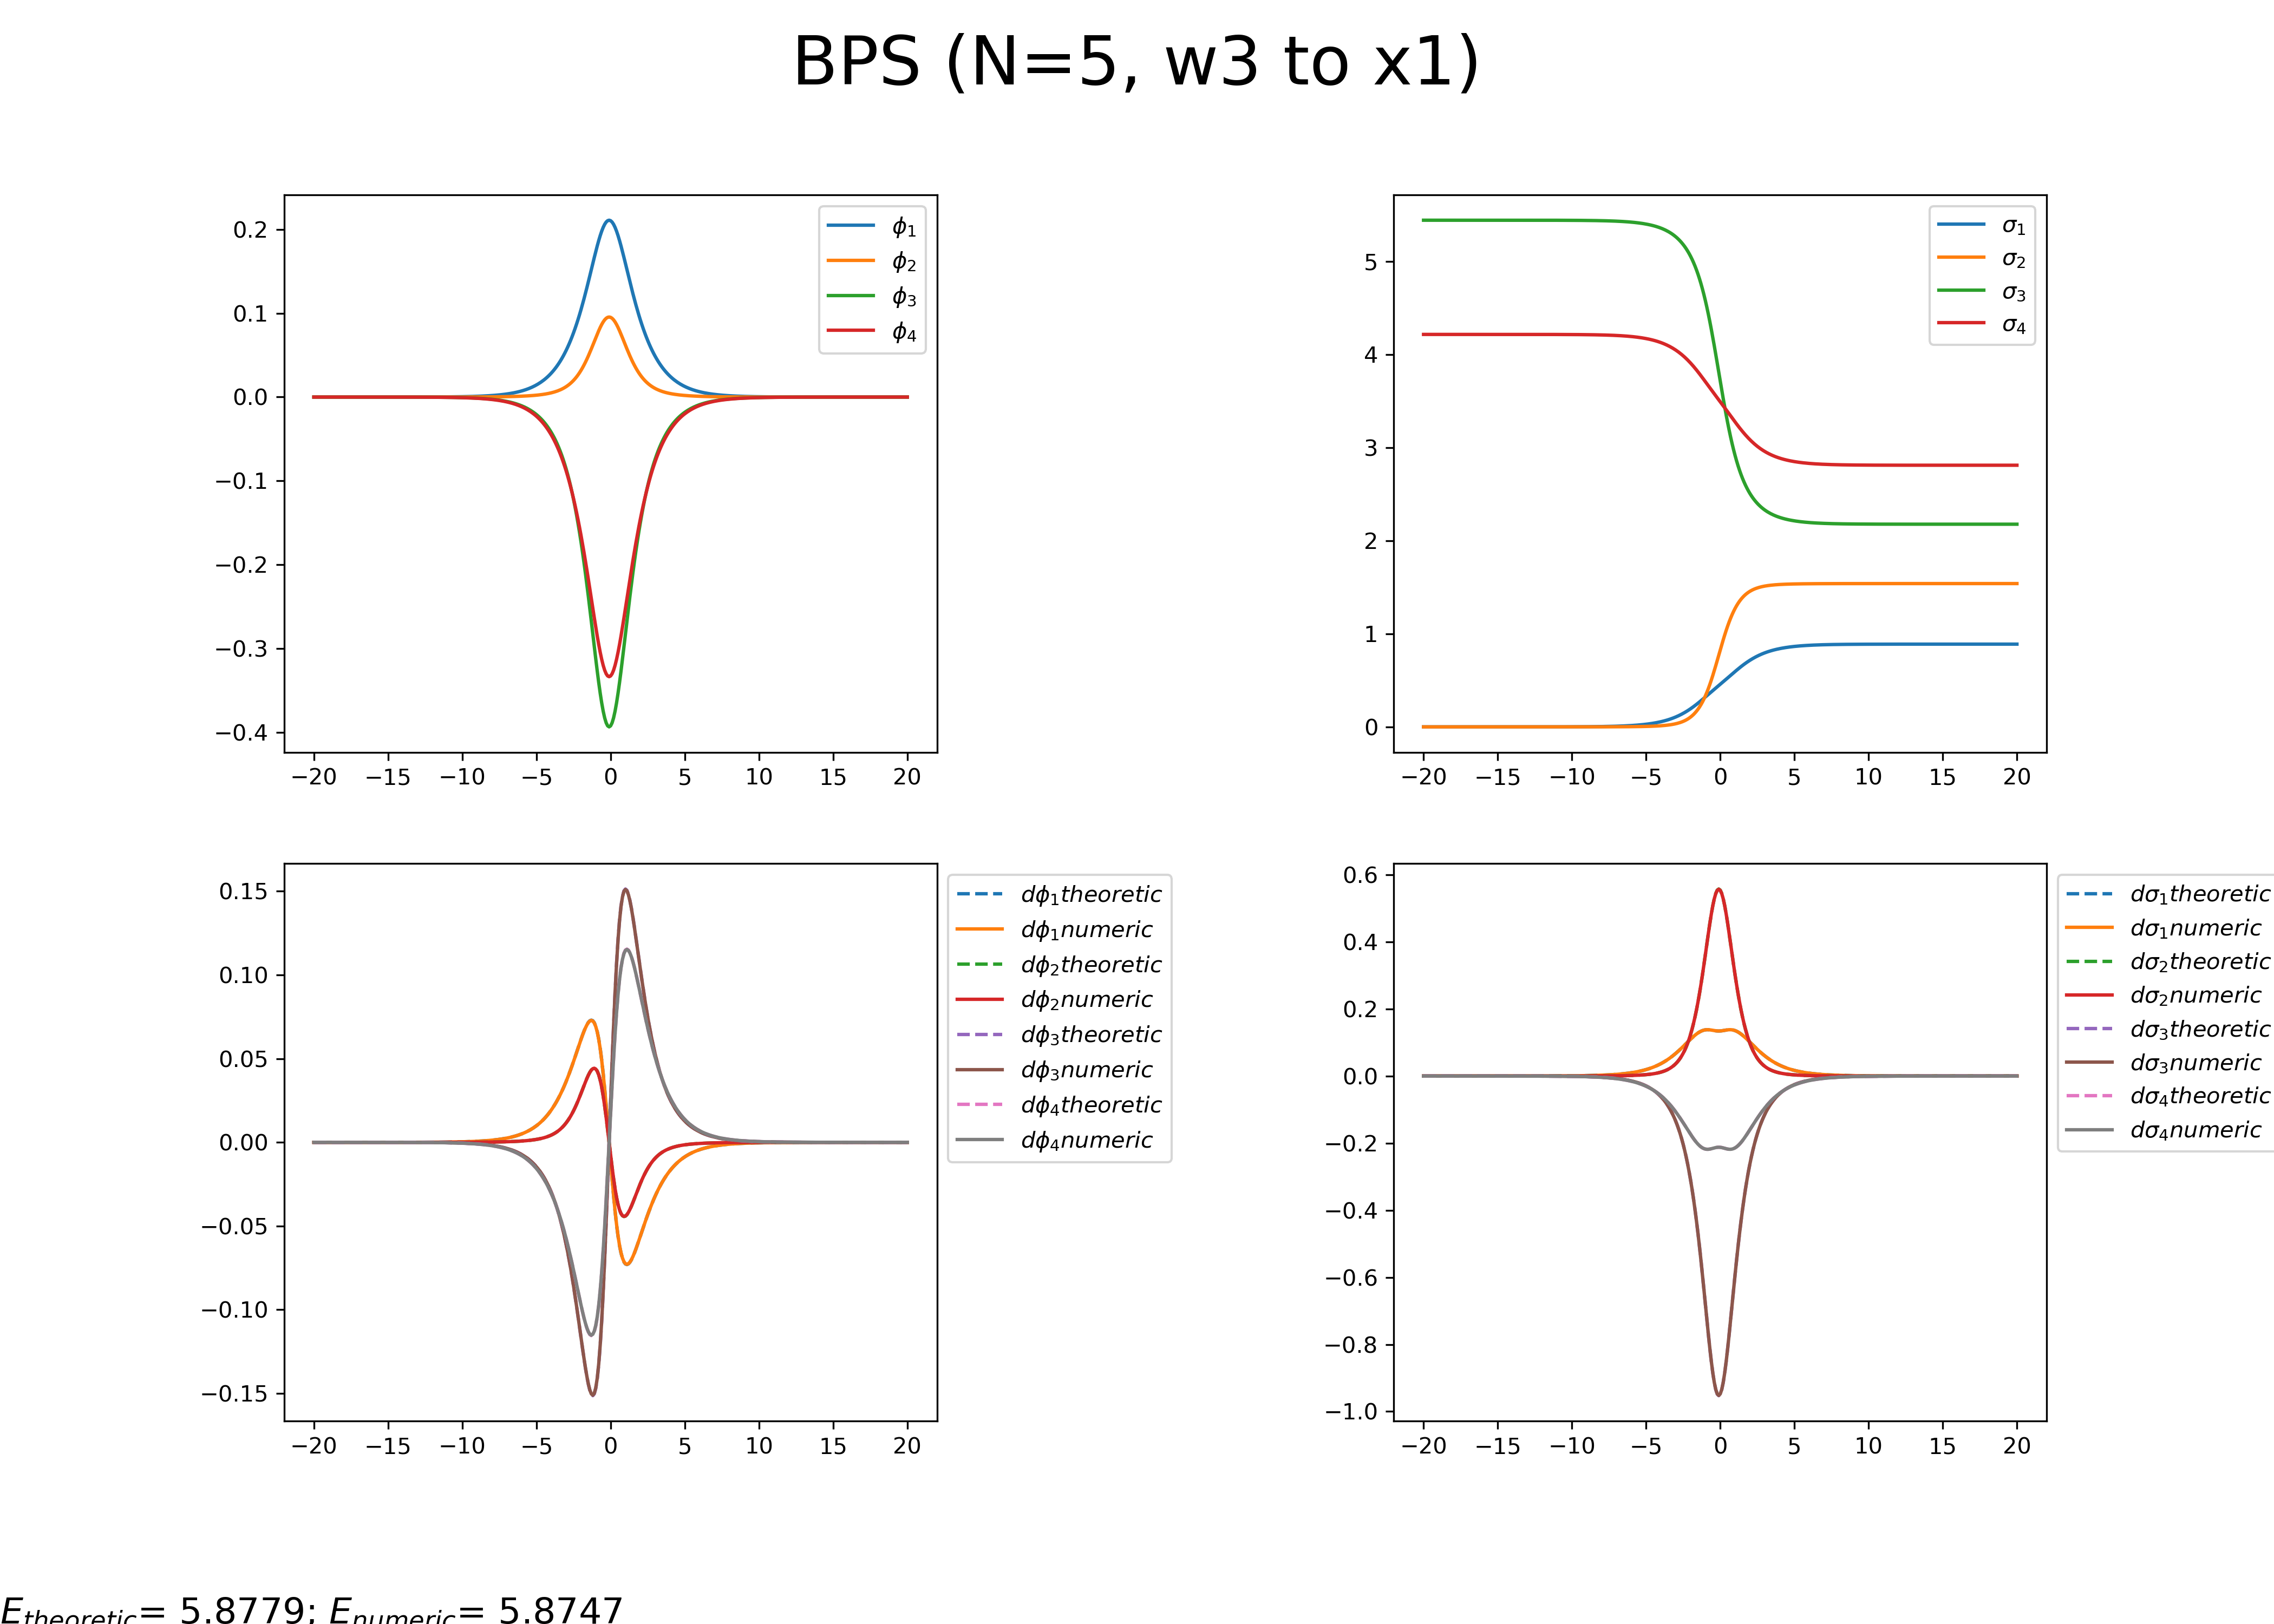 BPS (N=5, w3 to x1)
0.2
0.1
0.0
−0.1
−0.2
−0.3
−0.4
−20 −15 −10 −5 0 5 10 15 20
ϕ1
ϕ2
ϕ3
ϕ4
5
4
3
2
1
0
−20 −15 −10 −5 0 5 10 15 20
σ1
σ2
σ3
σ4
0.15
0.10
0.05
0.00
−0.05
−0.10
−0.15
−20 −15 −10 −5 0 5 10 15 20
dϕ1theoretic
dϕ1numeric
dϕ2theoretic
dϕ2numeric
dϕ3theoretic
dϕ3numeric
dϕ4theoretic
dϕ4numeric
0.6
0.4
0.2
0.0
−0.2
−0.4
−0.6
−0.8
−1.0
−20 −15 −10 −5 0 5 10 15 20
dσ1theoretic
dσ1numeric
dσ2theoretic
dσ2numeric
dσ3theoretic
dσ3numeric
dσ4theoretic
dσ4numeric
Etheoretic= 5.8779; Enumeric= 5.8747